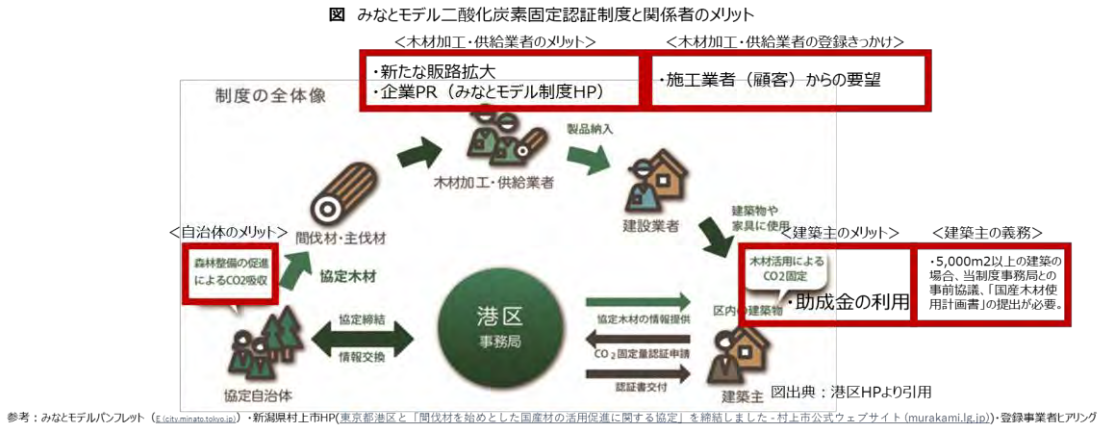 図 みなとモデル二酸化炭素固定認証制度と関係者のメリット
＜木材加工・供給業者のメリット＞
＜木材加工・供給業者の登録きっかけ＞
・新たな販路拡大
・企業PR（みなとモデル制度HP）
・施工業者（顧客）からの要望
制度の全体像
製品納入
木材加工・供給業者
建設業者
建築物や
家具に使用
間伐材・主伐材
＜自治体のメリット＞
森林整備の促進
によるCO2吸収
協定木材
＜建築主のメリット＞
＜建築主の義務＞
木材活用による
CO2固定
・助成金の利用
・5,000m2以上の建築の
場合、当制度事務局との
事前協議、「国産木材使
用計画書」の提出が必要。
区内の建築物
港区
事務局
協定締結
情報交換
協定木材の情報提供
CO2固定量認証申請
認証書交付
協定自治体
建築主
図出典：港区HPより引用
参考：みなとモデルパンフレット（E (city.minato.tokyo.jp)）・新潟県村上市HP(東京都港区と「間伐材を始めとした国産材の活用促進に関する協定」を締結しました - 村上市公式ウェブサイト (murakami.lg.jp))・登録事業者ヒアリング